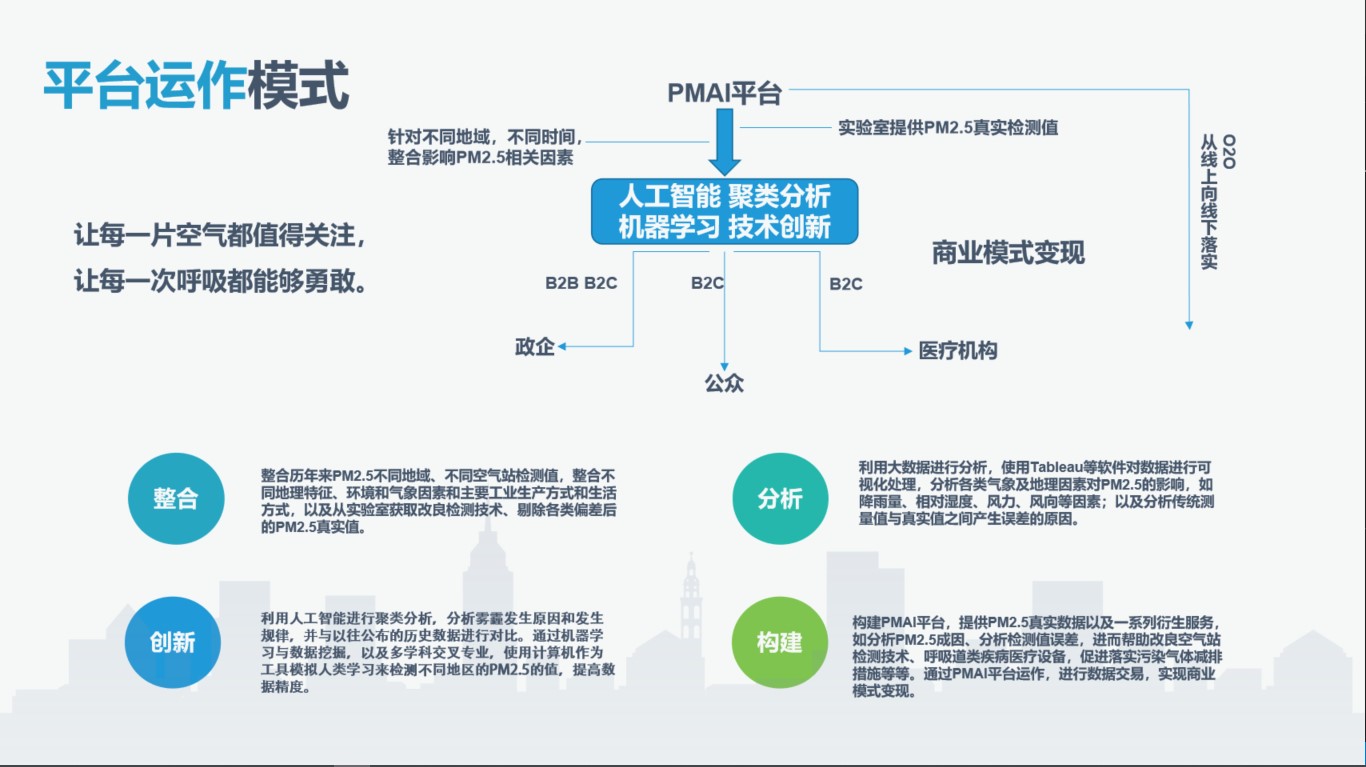 平台运作模式
PMAI平台
针对不同地域，不同时间，
整合影响PM2.5相关因素
实验室提供PM2.5真实检测值
O2O
从线上向线下落实
人工智能 聚类分析
机器学习 技术创新
让每一片空气都值得关注，
让每一次呼吸都能够勇敢。
商业模式变现
B2B B2C
B2C
B2C
政企
公众
医疗机构
整合
整合历年来PM2.5不同地域、不同空气站检测值，整合不
同地理特征、环境和气象因素和主要工业生产方式和生活
方式，以及从实验室获取改良检测技术、剔除各类偏差后
的PM2.5真实值。
分析
利用大数据进行分析，使用Tableau等软件对数据进行可
视化处理，分析各类气象及地理因素对PM2.5的影响，如
降雨量、相对湿度、风力、风向等因素；以及分析传统测
量值与真实值之间产生误差的原因。
创新
利用人工智能进行聚类分析，分析雾霾发生原因和发生
规律，并与以往公布的历史数据进行对比。通过机器学
习与数据挖掘，以及多学科交叉专业，使用计算机作为
工具模拟人类学习来检测不同地区的PM2.5的值，提高数
据精度。
构建
构建PMAI平台，提供PM2.5真实数据以及一系列衍生服务，
如分析PM2.5成因、分析检测值误差，进而帮助改良空气站
检测技术、呼吸道类疾病医疗设备，促进落实污染气体减排
措施等等。通过PMAI平台运作，进行数据交易，实现商业
模式变现。